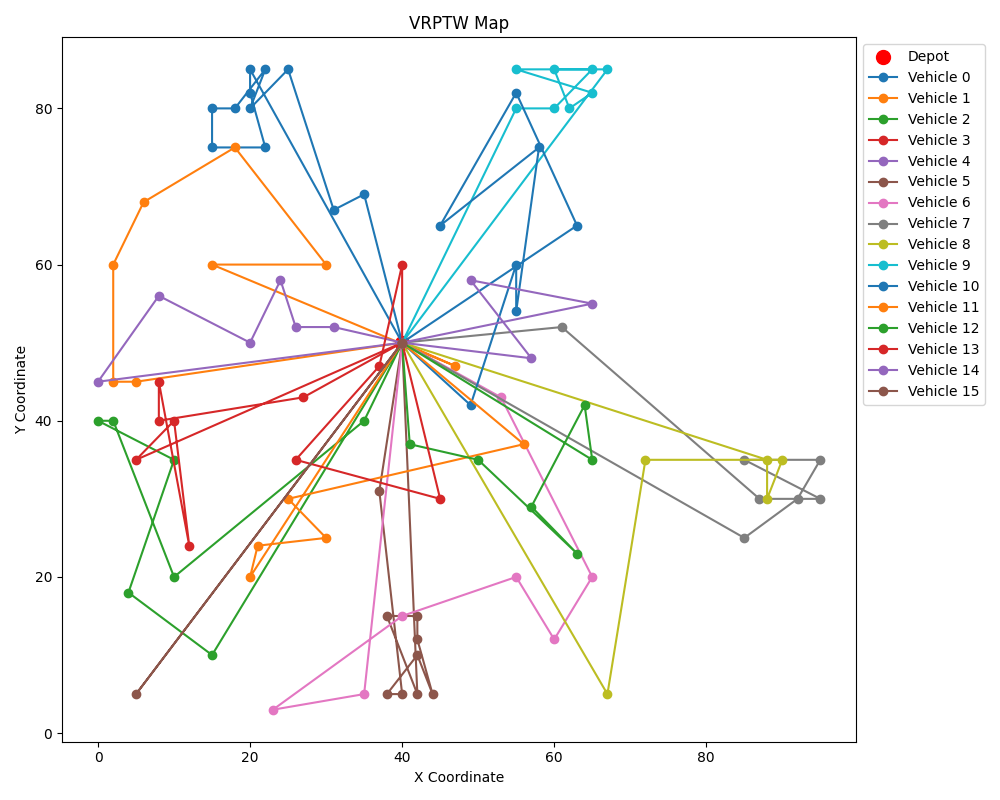 VRPTW Map
Depot
Vehicle 0
Vehicle 1
Vehicle 2
Vehicle 3
Vehicle 4
Vehicle 5
Vehicle 6
Vehicle 7
Vehicle 8
Vehicle 9
Vehicle 10
Vehicle 11
Vehicle 12
Vehicle 13
Vehicle 14
Vehicle 15
Y Coordinate
80
60
40
20
0
0 20 40 60 80
X Coordinate